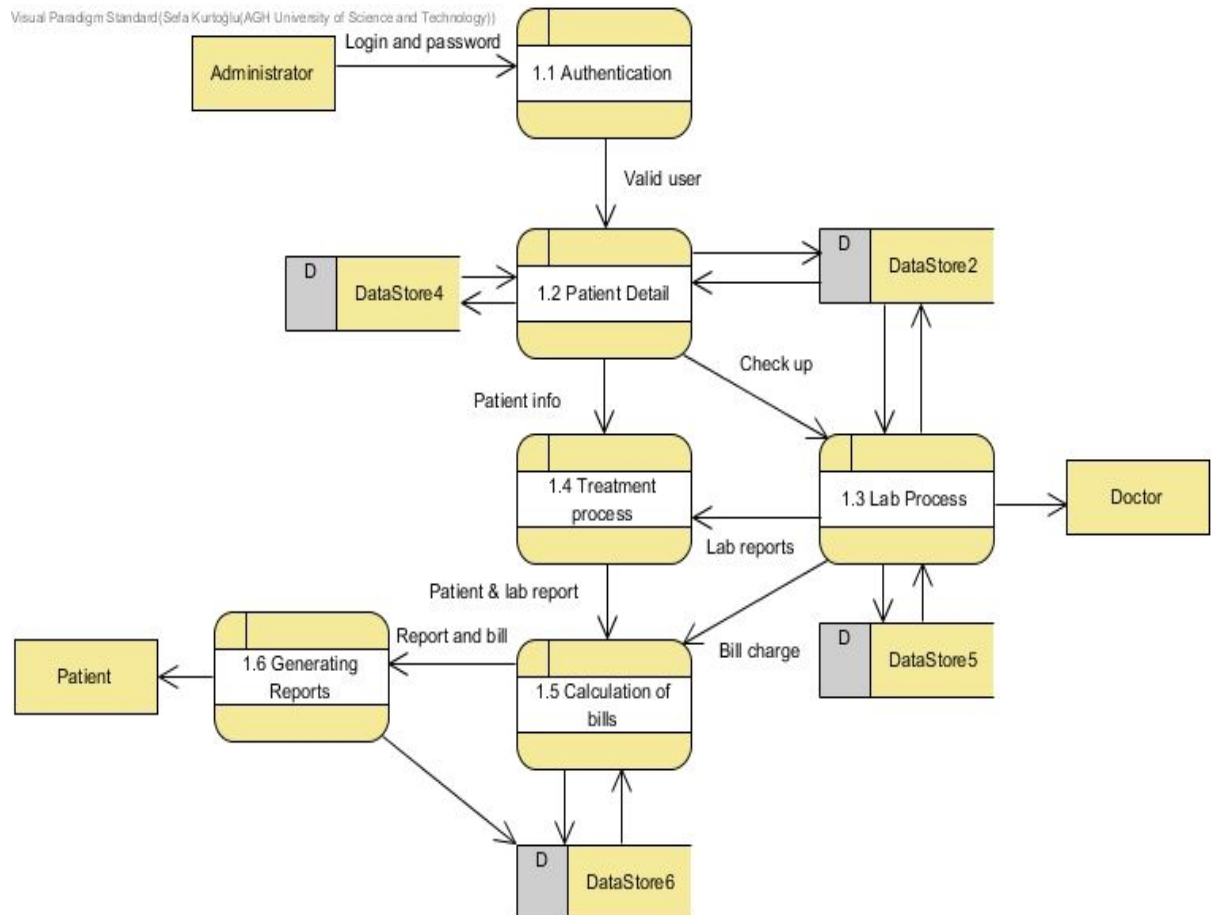 Visual Paradigm Standard(Sefa Kurtoğlu(AGH University of Science and Technology))
Login and password
Administrator
1.1 Authentication
Valid user
D
DataStore4
1.2 Patient Detail
D
DataStore2
Check up
Patient info
1.4 Treatment
process
1.3 Lab Process
Doctor
Lab reports
Patient & lab report
Report and bill
Bill charge
D
DataStore5
Patient
1.6 Generating
Reports
1.5 Calculation of
bills
D
DataStore6